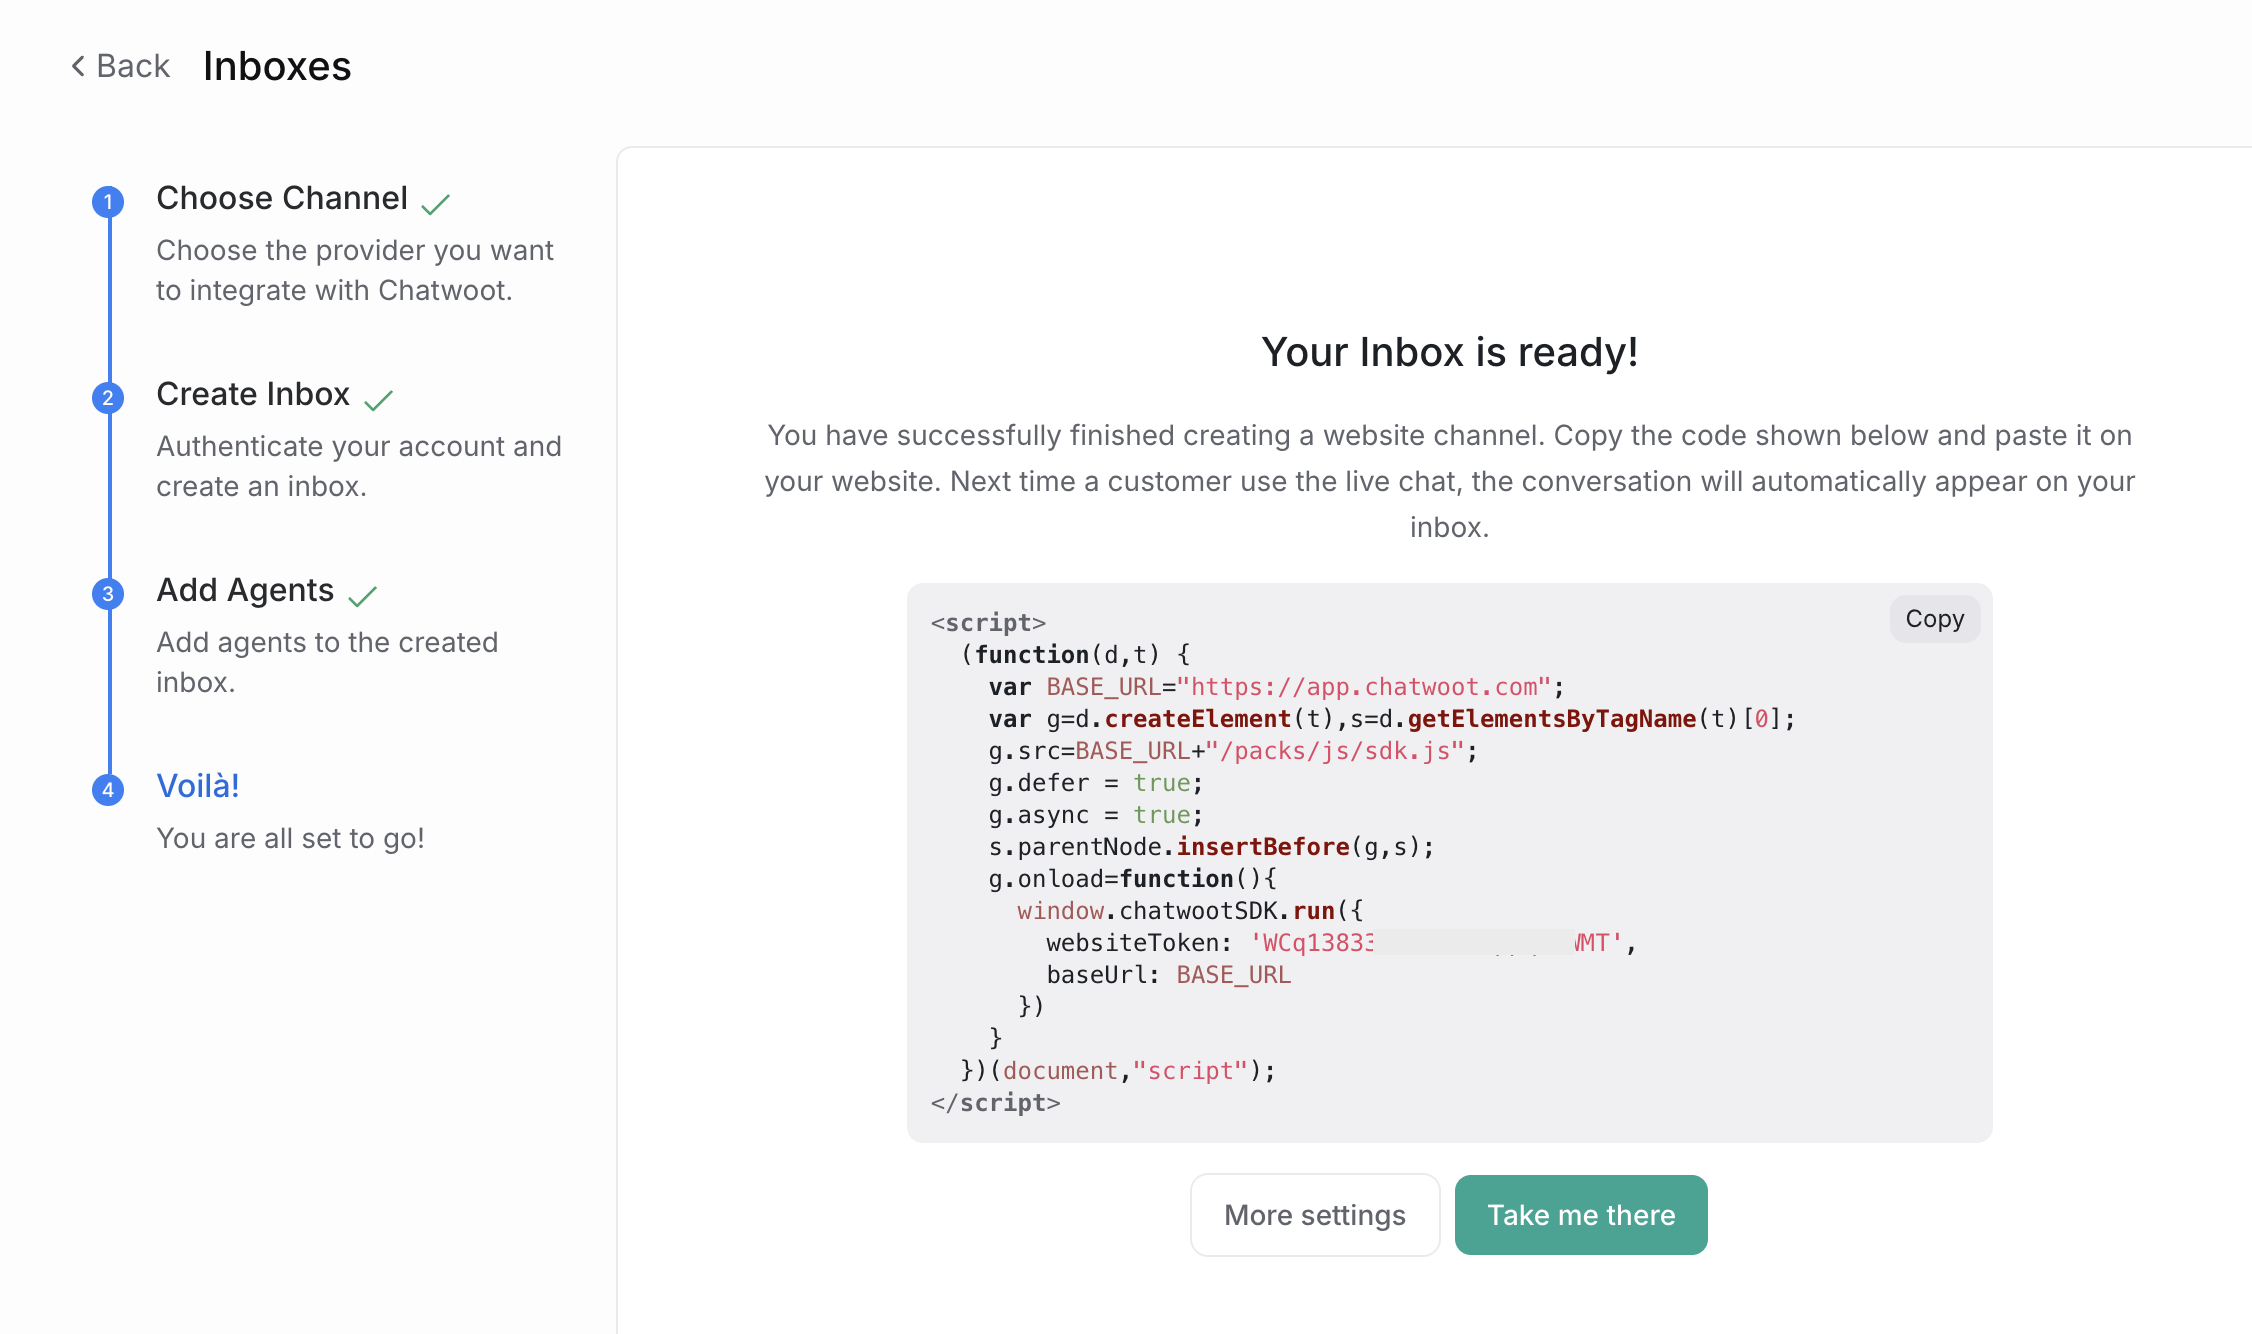 Back Inboxes
1 Choose Channel
Choose the provider you want
to integrate with Chatwoot.
2 Create Inbox
Authenticate your account and
create an inbox.
3 Add Agents
Add agents to the created
inbox.
4 Voilà!
You are all set to go!
Your Inbox is ready!
You have successfully finished creating a website channel. Copy the code shown below and paste it on
your website. Next time a customer use the live chat, the conversation will automatically appear on your
inbox.
Copy
<script>
  (function(d,t) {
    var BASE_URL="https://app.chatwoot.com";
    var g=d.createElement(t),s=d.getElementsByTagName(t)[0];
    g.src=BASE_URL+"/packs/js/sdk.js";
    g.defer = true;
    g.async = true;
    s.parentNode.insertBefore(g,s);
    g.onload=function(){
      window.chatwootSDK.run({
        websiteToken: 'WCq13833 WMT',
        baseUrl: BASE_URL
      })
    }
  })(document,"script");
</script>
More settings
Take me there